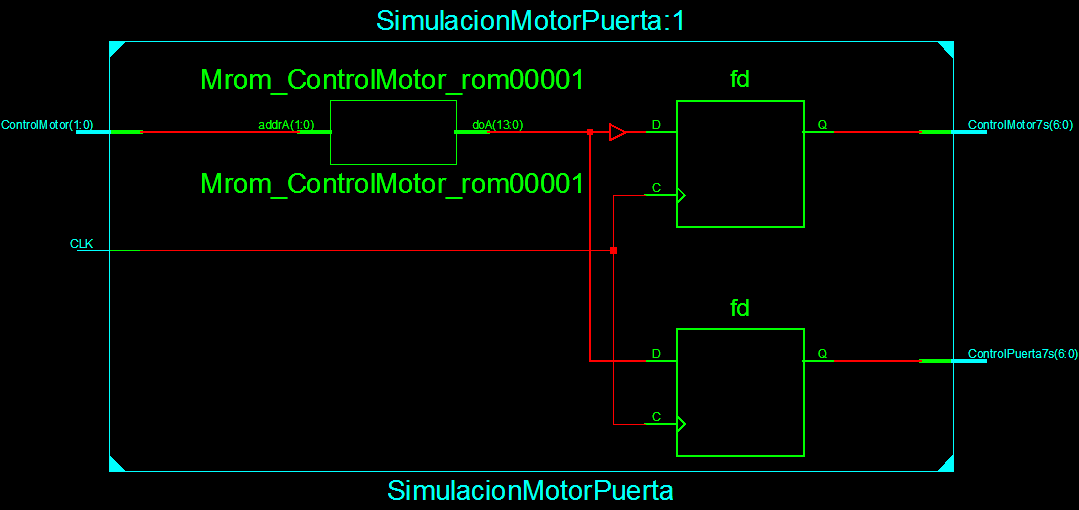 SimulacionMotorPuerta:1
Mrom_ControlMotor_rom00001
fd
ControlMotor(1:0)
addrA(1:0)
doA(13:0)
D
Q
ControlMotor7s(6:0)
Mrom_ControlMotor_rom00001
C
CLK
fd
D
Q
ControlPuerta7s(6:0)
C
SimulacionMotorPuerta